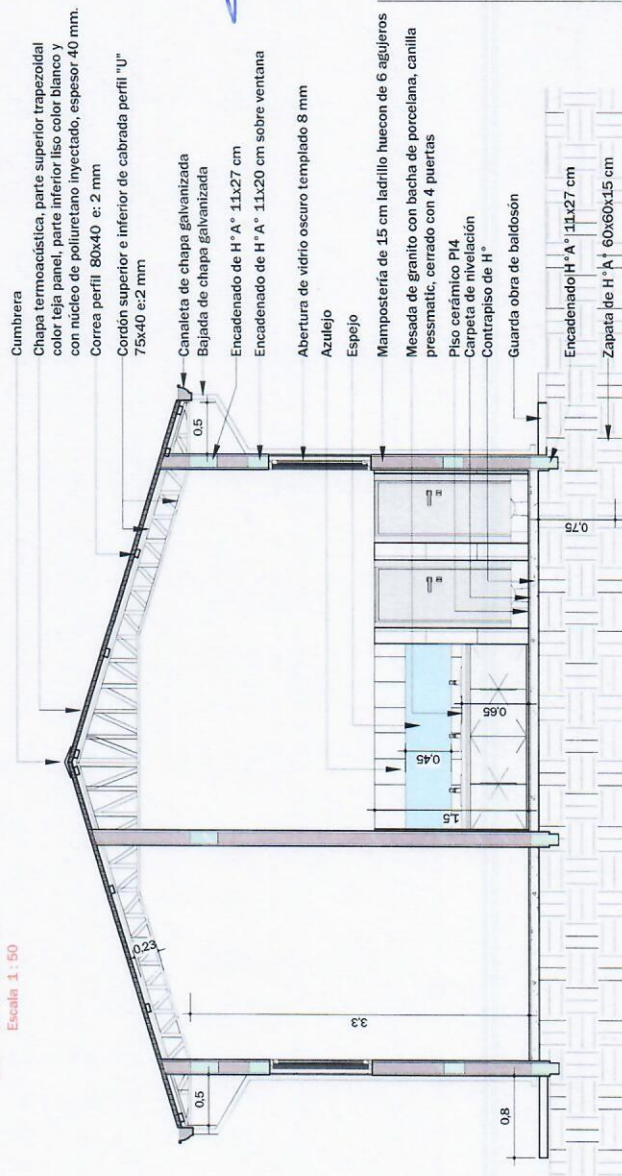 Escala 1 : 50
Cumbrera
Chapa termoacústica, parte superior trapezoidal
color teja panel, parte inferior liso color blanco y
con núcleo de poliuretano inyectado, espesor 40 mm.
Correa perfil 80x40 e: 2 mm
Cordón superior e inferior de cabrada perfil "U"
75x40 e:2 mm
Canaleta de chapa galvanizada
Bajada de chapa galvanizada
Encadenado de H°A° 11x27 cm
Encadenado de H°A° 11x20 cm sobre ventana
Abertura de vidrio oscuro templado 8 mm
Azulejo
Espejo
Mampostería de 15 cm ladrillo huecon de 6 agujeros
Mesada de granito con bacha de porcelana, canilla
pressmatic, cerrado con 4 puertas
Piso cerámico PI4
Carpeta de nivelación
Contrapiso de H°
Guarda obra de baldosón
Encadenado H°A° 11x27 cm
Zapata de H°A° 60x60x15 cm
0,5
0,23
0,5
3,3
0,8
1,5
0,45
0,65
0,75